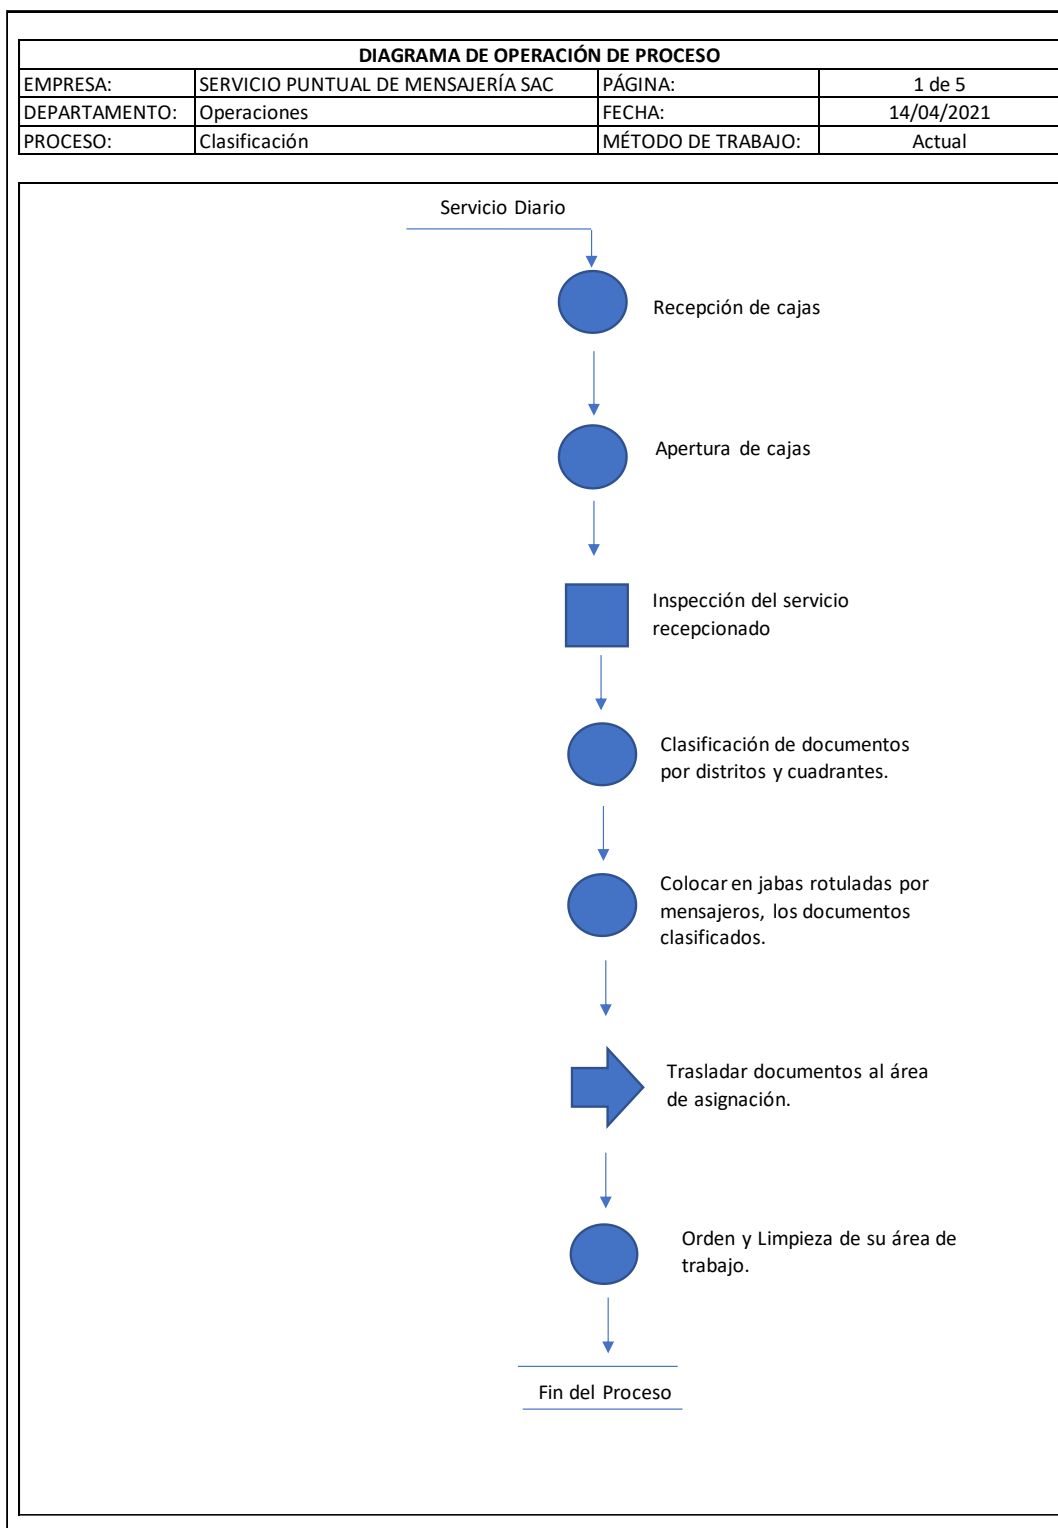 DIAGRAMA DE OPERACIÓN DE PROCESO
EMPRESA: SERVICIO PUNTUAL DE MENSAJERÍA SAC PÁGINA: 1 de 5
DEPARTAMENTO: Operaciones FECHA: 14/04/2021
PROCESO: Clasificación MÉTODO DE TRABAJO: Actual
Servicio Diario
Recepción de cajas
Apertura de cajas
Inspección del servicio
recepcionado
Clasificación de documentos
por distritos y cuadrantes.
Colocar en jabas rotuladas por
mensajeros, los documentos
clasificados.
Trasladar documentos al área
de asignación.
Orden y Limpieza de su área de
trabajo.
Fin del Proceso